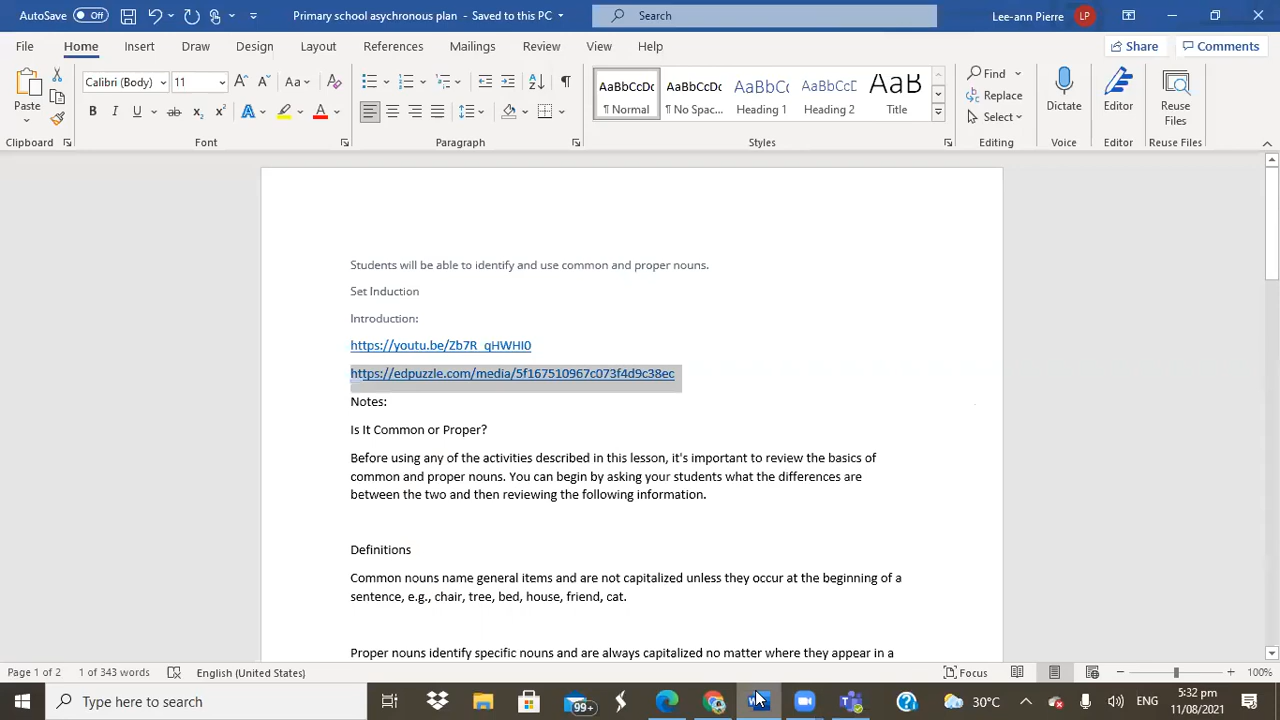 AutoSave Off Primary school asychronous plan - Saved to this PC Search Lee-ann Pierre LP
File Home Insert Draw Design Layout References Mailings Review View Help Share Comments
Paste Calibri (Body) 11 Aa AaBbCcDc AaBbCcDc AaBbCc AaBbCcD AaB Find Replace Select Dictate Editor Reuse Files
¶ Normal ¶ No Spac... Heading 1 Heading 2 Title
Clipboard Font Paragraph Styles Editing Voice Editor Reuse Files
Students will be able to identify and use common and proper nouns.
Set Induction
Introduction:
https://youtu.be/Zb7R_qHWHI0
https://edpuzzle.com/media/5f167510967c073f4d9c38ec
Notes:
Is It Common or Proper?
Before using any of the activities described in this lesson, it's important to review the basics of
common and proper nouns. You can begin by asking your students what the differences are
between the two and then reviewing the following information.
Definitions
Common nouns name general items and are not capitalized unless they occur at the beginning of a
sentence, e.g., chair, tree, bed, house, friend, cat.
Proper nouns identify specific nouns and are always capitalized no matter where they appear in a
Page 1 of 2 1 of 343 words English (United States) Focus 100%
Type here to search 99+ 30°C ENG 5:32 pm
11/08/2021